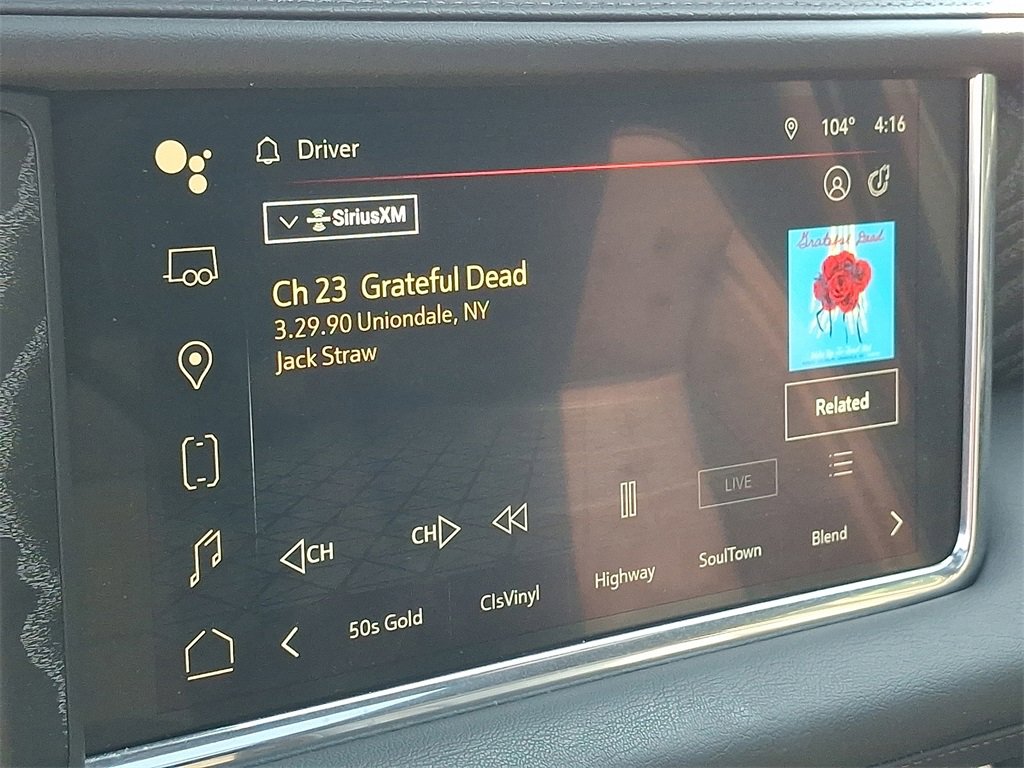 Driver
104° 4:16
SiriusXM
Ch 23 Grateful Dead
3.29.90 Uniondale, NY
Jack Straw
Grateful Dead
Related
LIVE
CH
CH
50s Gold
ClsVinyl
Highway
SoulTown
Blend